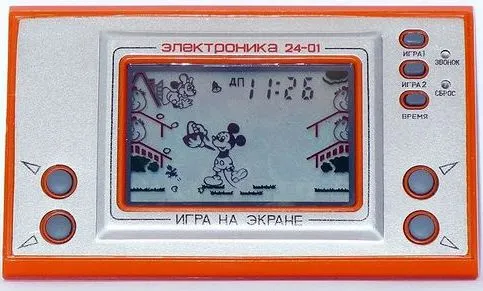 электроника 24-01
ИГРА 1
ЗВОНОК
ИГРА 2
СБРОС
ВРЕМЯ
ДП 11:26
ИГРА НА ЭКРАНЕ